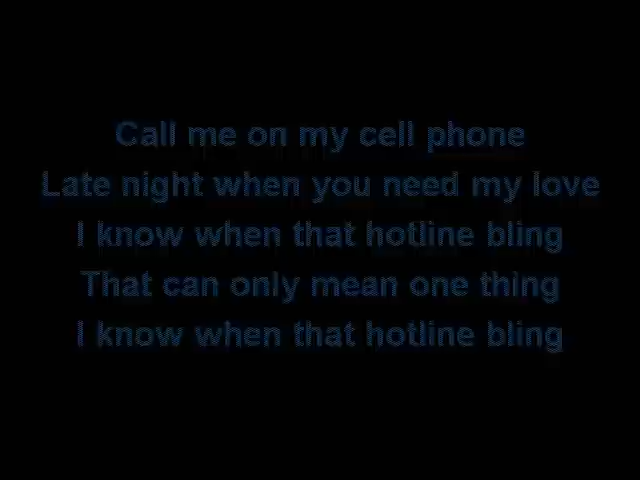 Call me on my cell phone
Late night when you need my love
I know when that hotline bling
That can only mean one thing
I know when that hotline bling